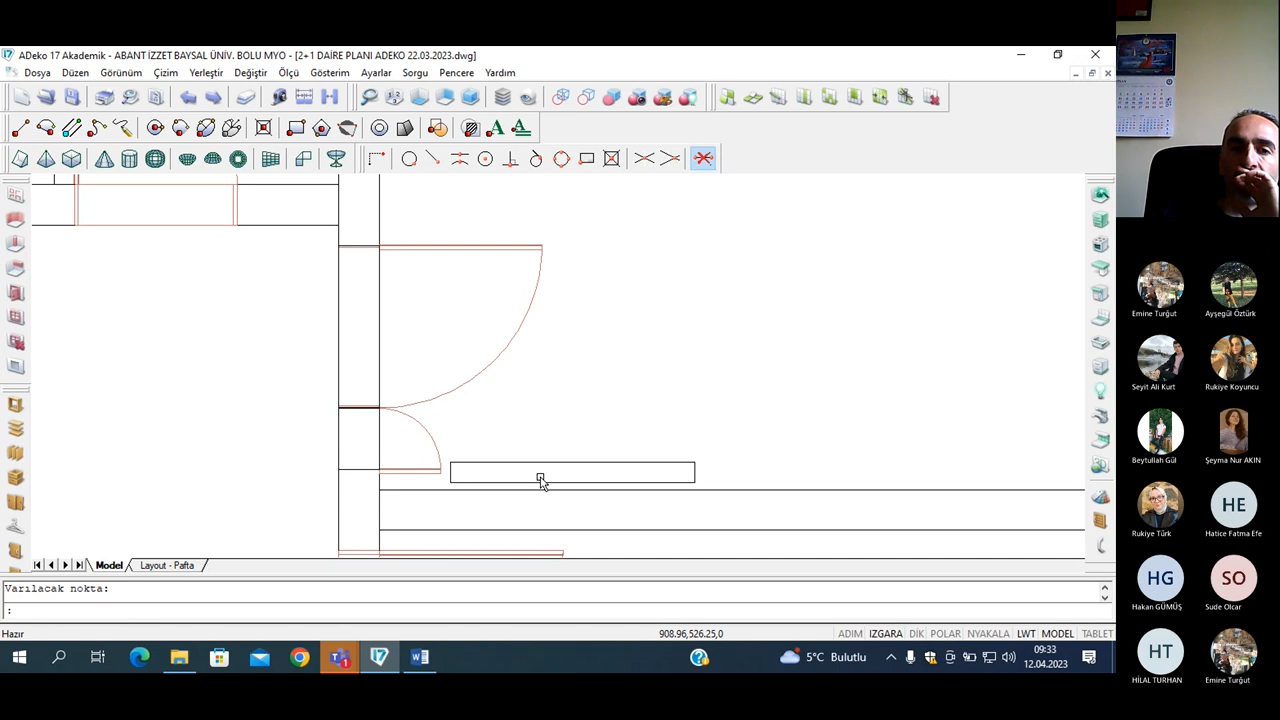 ADeko 17 Akademik - ABANT İZZET BAYSAL ÜNİV. BOLU MYO - [2+1 DAİRE PLANI ADEKO 22.03.2023.dwg]
Dosya Düzen Görünüm Çizim Yerleştir Değiştir Ölçü Gösterim Ayarlar Sorgu Pencere Yardım
Emine Turğut
Ayşegül Öztürk
Seyit Ali Kurt
Rukiye Koyuncu
Beytullah Gül
Şeyma Nur AKIN
HE
Rukiye Türk
Hatice Fatma Efe
HG
SO
Hakan GÜMÜŞ
Sude Olcar
HT
HİLAL TURHAN
Emine Turğut
Model Layout - Pafta
Varılacak nokta:
:
Hazır
908.96,526.25,0
ADIM IZGARA DİK POLAR NYAKALA LWT MODEL TABLET
5°C Bulutlu
09:33
12.04.2023